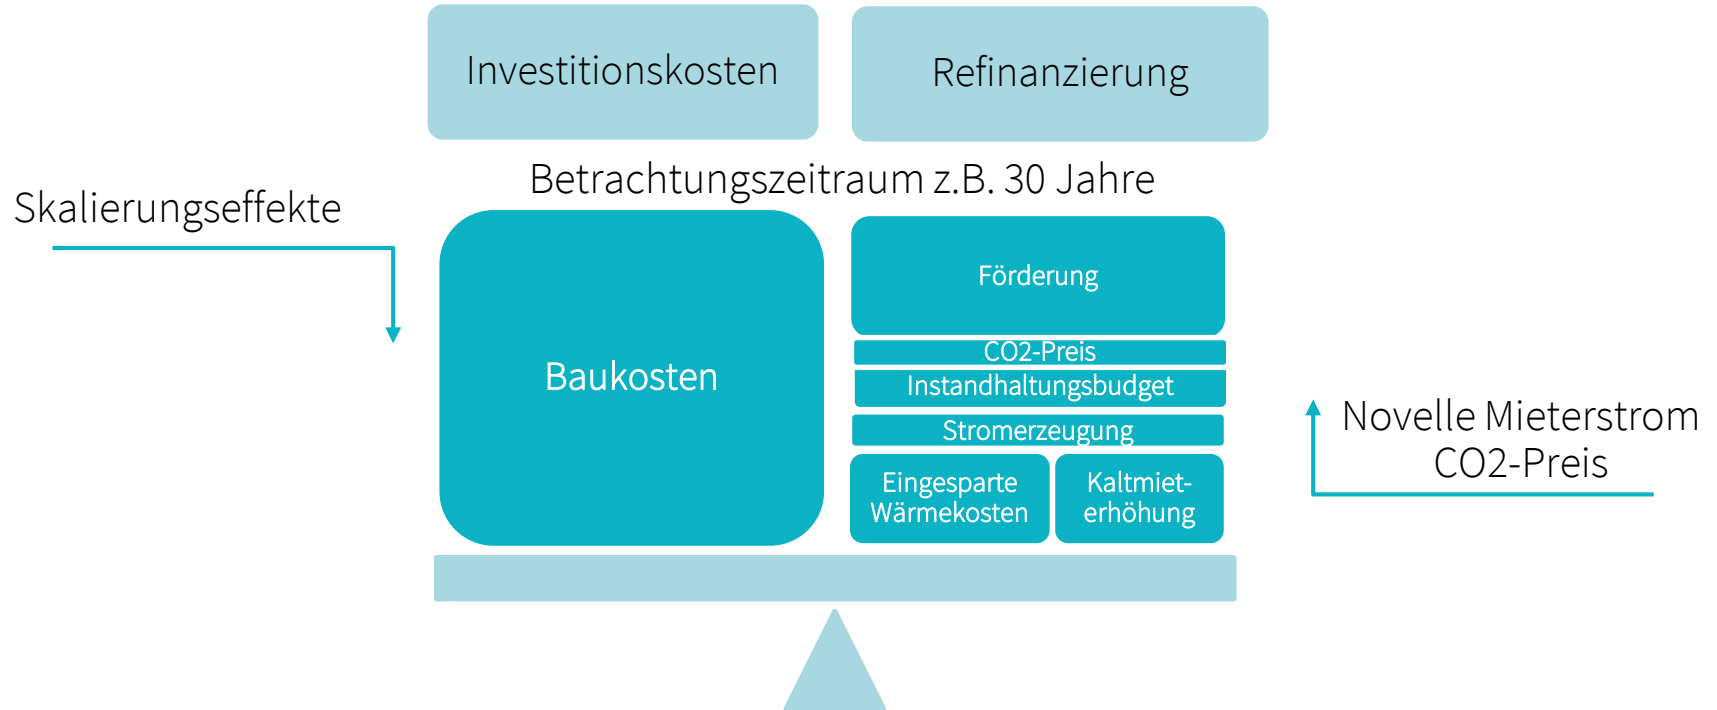 Investitionskosten
Refinanzierung
Betrachtungszeitraum z.B. 30 Jahre
Skalierungseffekte
Baukosten
Förderung
CO2-Preis
Instandhaltungsbudget
Stromerzeugung
Eingesparte
Wärmekosten
Kaltmiet-
erhöhung
Novelle Mieterstrom
CO2-Preis